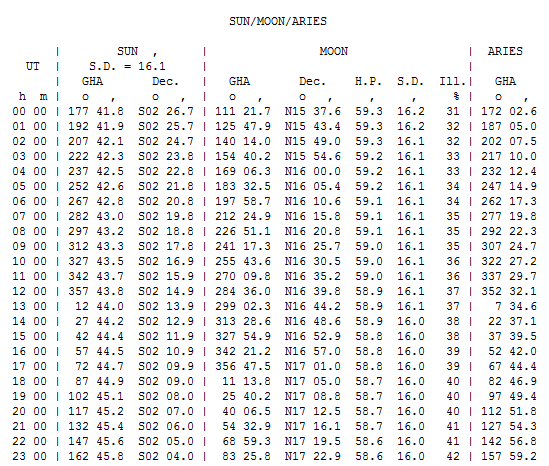 SUN/MOON/ARIES
| SUN , | MOON | ARIES
UT | S.D. = 16.1 | |
| GHA Dec. | GHA Dec. H.P. S.D. Ill.| GHA
h m| o , o , | o , o , , , % | o ,
00 00 | 177 41.8 S02 26.7 | 111 21.7 N15 37.6 59.3 16.2 31 | 172 02.6
01 00 | 192 41.9 S02 25.7 | 125 47.9 N15 43.4 59.3 16.2 32 | 187 05.0
02 00 | 207 42.1 S02 24.7 | 140 14.0 N15 49.0 59.3 16.1 32 | 202 07.5
03 00 | 222 42.3 S02 23.8 | 154 40.2 N15 54.6 59.2 16.1 33 | 217 10.0
04 00 | 237 42.5 S02 22.8 | 169 06.3 N16 00.0 59.2 16.1 33 | 232 12.4
05 00 | 252 42.6 S02 21.8 | 183 32.5 N16 05.4 59.2 16.1 34 | 247 14.9
06 00 | 267 42.8 S02 20.8 | 197 58.7 N16 10.6 59.1 16.1 34 | 262 17.3
07 00 | 282 43.0 S02 19.8 | 212 24.9 N16 15.8 59.1 16.1 35 | 277 19.8
08 00 | 297 43.2 S02 18.8 | 226 51.1 N16 20.8 59.1 16.1 35 | 292 22.3
09 00 | 312 43.3 S02 17.8 | 241 17.3 N16 25.7 59.0 16.1 35 | 307 24.7
10 00 | 327 43.5 S02 16.9 | 255 43.6 N16 30.5 59.0 16.1 36 | 322 27.2
11 00 | 342 43.7 S02 15.9 | 270 09.8 N16 35.2 59.0 16.1 36 | 337 29.7
12 00 | 357 43.8 S02 14.9 | 284 36.0 N16 39.8 58.9 16.1 37 | 352 32.1
13 00 | 12 44.0 S02 13.9 | 299 02.3 N16 44.2 58.9 16.1 37 | 7 34.6
14 00 | 27 44.2 S02 12.9 | 313 28.6 N16 48.6 58.9 16.0 38 | 22 37.1
15 00 | 42 44.4 S02 11.9 | 327 54.9 N16 52.9 58.8 16.0 38 | 37 39.5
16 00 | 57 44.5 S02 10.9 | 342 21.2 N16 57.0 58.8 16.0 39 | 52 42.0
17 00 | 72 44.7 S02 09.9 | 356 47.5 N17 01.0 58.8 16.0 39 | 67 44.4
18 00 | 87 44.9 S02 09.0 | 11 13.8 N17 05.0 58.7 16.0 40 | 82 46.9
19 00 | 102 45.1 S02 08.0 | 25 40.2 N17 08.8 58.7 16.0 40 | 97 49.4
20 00 | 117 45.2 S02 07.0 | 40 06.5 N17 12.5 58.7 16.0 40 | 112 51.8
21 00 | 132 45.4 S02 06.0 | 54 32.9 N17 16.1 58.7 16.0 41 | 127 54.3
22 00 | 147 45.6 S02 05.0 | 68 59.3 N17 19.5 58.6 16.0 41 | 142 56.8
23 00 | 162 45.8 S02 04.0 | 83 25.8 N17 22.9 58.6 16.0 42 | 157 59.2